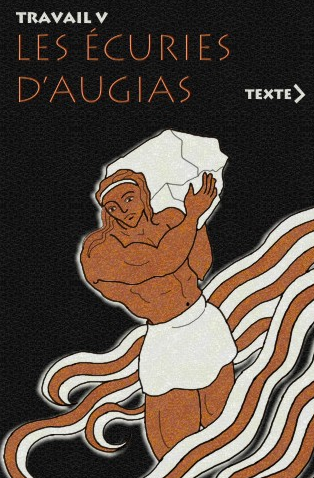 TRAVAIL V
LES ÉCURIES
D'AUGIAS
TEXTE